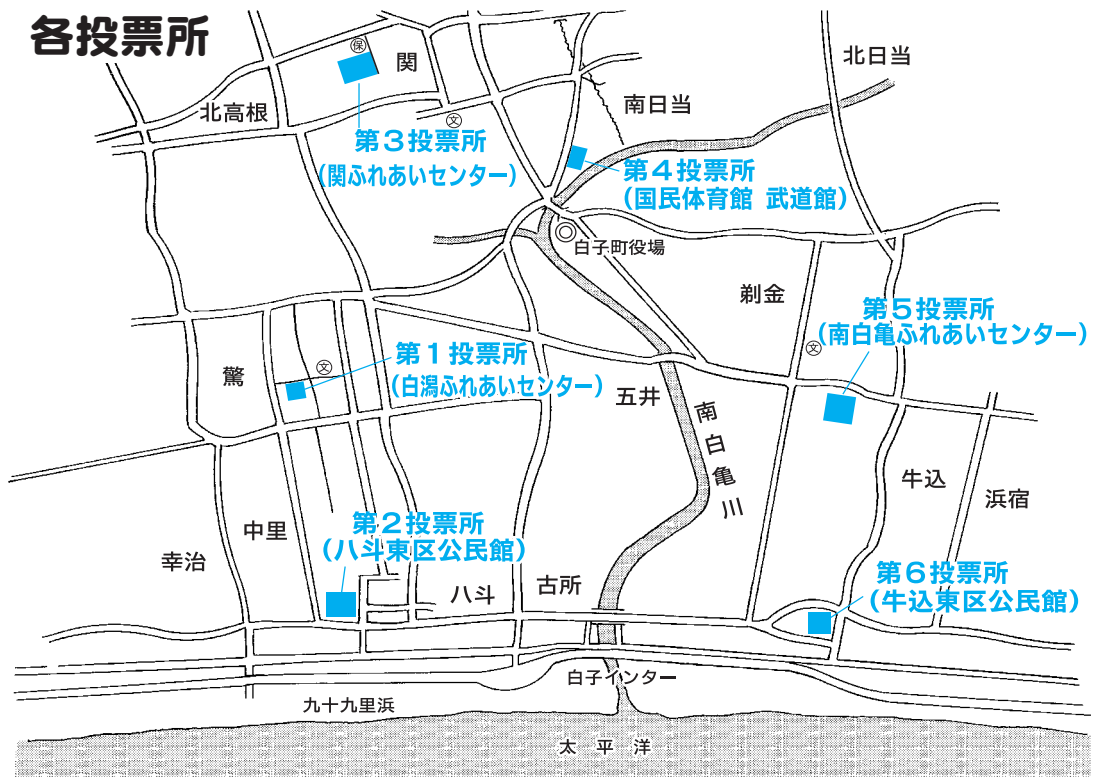 各投票所
㊝
関
北日当
北高根
南日当
文
第3投票所
(関ふれあいセンター)
第4投票所
(国民体育館 武道館)
白子町役場
剃金
第5投票所
(南白亀ふれあいセンター)
文
第1投票所
(白潟ふれあいセンター)
文
驚
五井
南白亀川
牛込
浜宿
中里
第2投票所
(八斗東区公民館)
幸治
八斗
古所
第6投票所
(牛込東区公民館)
白子インター
九十九里浜
太平洋